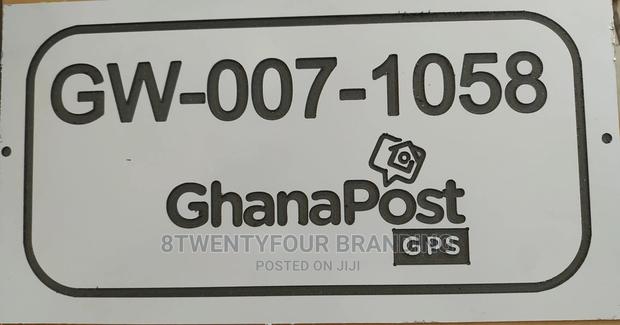 GW-007-1058
GhanaPost
GPS
8TWENTYFOUR BRANDING
POSTED ON JIJI